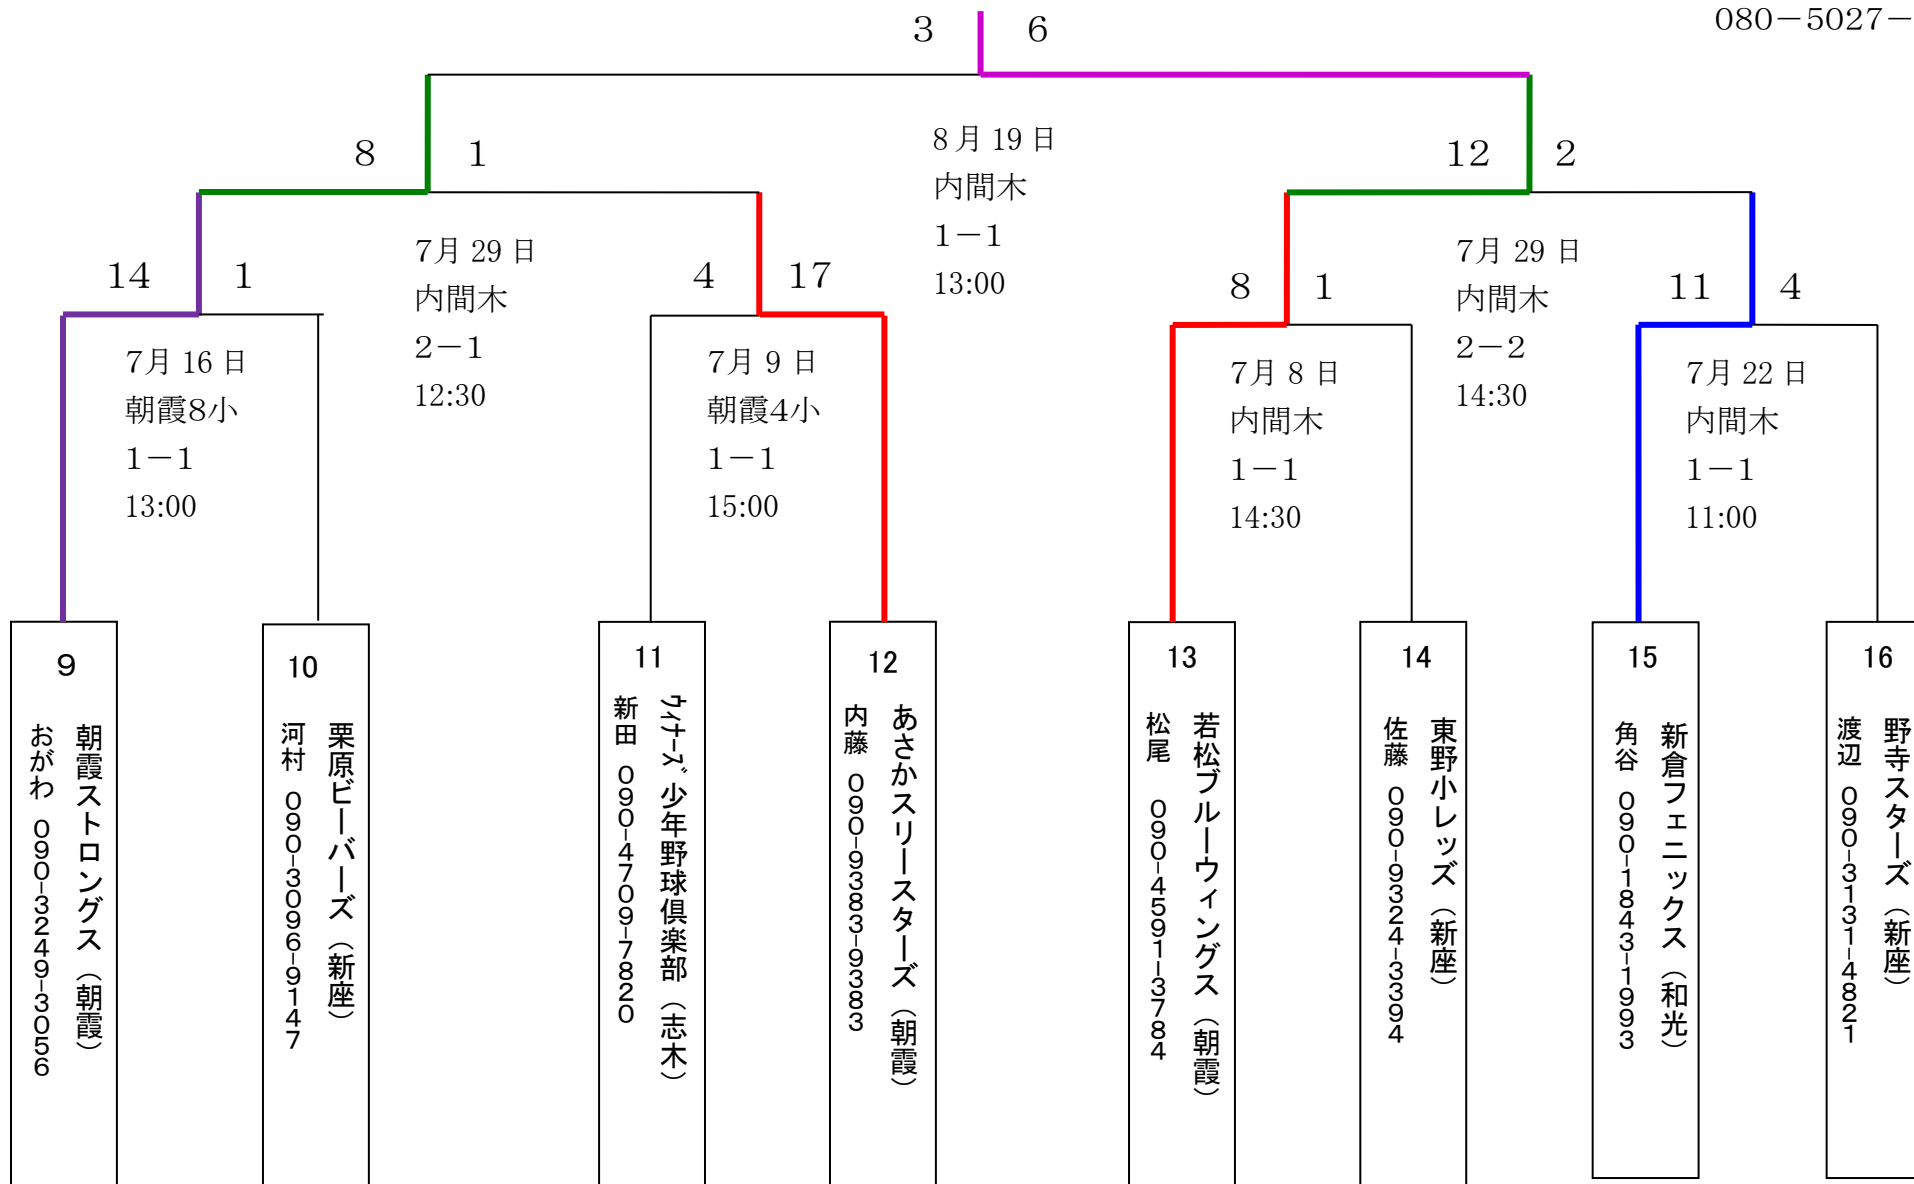 080－5027－
3 6
8 1
8月 19 日
内間木
1－1
13:00
12 2
14 1
7月 29 日
内間木
2－1
12:30
4 17
8 1
7月 29 日
内間木
2－2
14:30
11 4
7月 16 日
朝霞8小
1－1
13:00
7月 9 日
朝霞4小
1－1
15:00
7月 8 日
内間木
1－1
14:30
7月 22 日
内間木
1－1
11:00
9
朝霞ストロングス（朝霞）
おがわ 090-3249-3056
10
栗原ビーバーズ（新座）
河村 090-3096-9147
11
ｳｨﾅｰｽﾞ少年野球倶楽部（志木）
新田 090-4709-7820
12
あさかスリースターズ（朝霞）
内藤 090-9383-9383
13
若松ブルーウィングス（朝霞）
松尾 090-4591-3784
14
東野小レッズ（新座）
佐藤 090-9324-3394
15
新倉フェニックス（和光）
角谷 090-1843-1993
16
野寺スターズ（新座）
渡辺 090-3131-4821